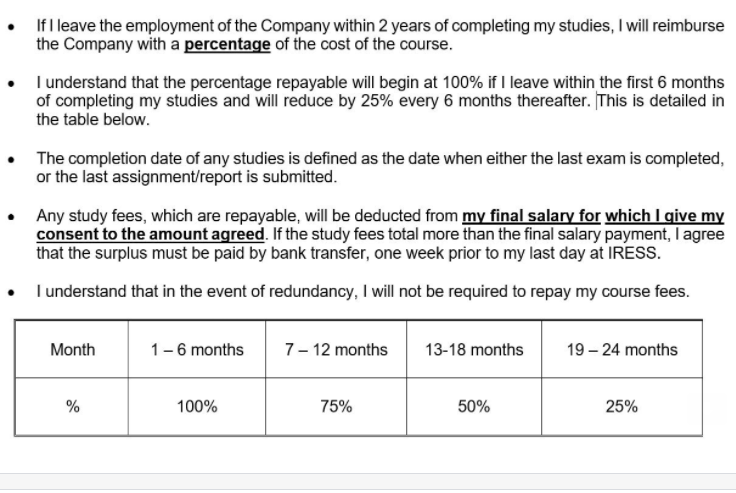 • If I leave the employment of the Company within 2 years of completing my studies, I will reimburse
the Company with a percentage of the cost of the course.
• I understand that the percentage repayable will begin at 100% if I leave within the first 6 months
of completing my studies and will reduce by 25% every 6 months thereafter. This is detailed in
the table below.
• The completion date of any studies is defined as the date when either the last exam is completed,
or the last assignment/report is submitted.
• Any study fees, which are repayable, will be deducted from my final salary for which I give my
consent to the amount agreed. If the study fees total more than the final salary payment, I agree
that the surplus must be paid by bank transfer, one week prior to my last day at IRESS.
• I understand that in the event of redundancy, I will not be required to repay my course fees.
Month 1 – 6 months 7 – 12 months 13-18 months 19 – 24 months
% 100% 75% 50% 25%